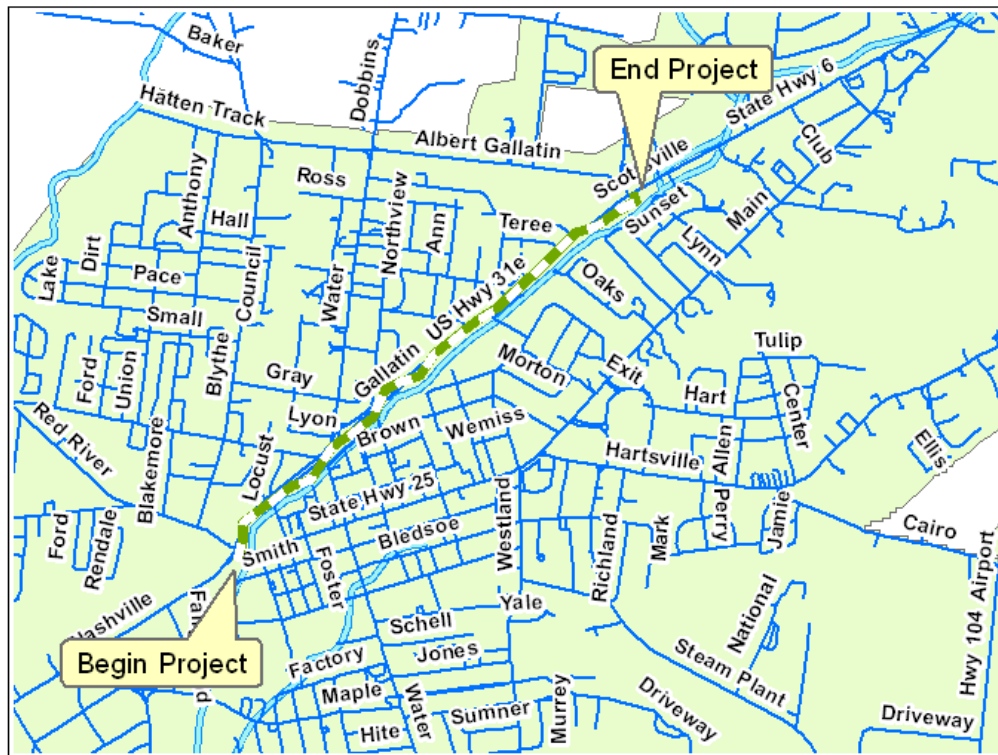 Baker
Dobbins
End Project
State Hwy 6
Hatten Track
Albert Gallatin
Club
Scottsville
Anthony
Ross
Northview
Main
Hall
Ann
Teree
Sunset
Lynn
Dirt
Council
Water
Lake
Pace
US Hwy 31e
Oaks
Small
Tulip
Ford
Union
Blythe
Gallatin
Morton
Exit
Gray
Hart
Center
Lyon
Brown
Wemiss
Red River
Blakemore
Locust
Hartsville
Allen
Ellis
State Hwy 25
Ford
Rendale
Smith
Bledsoe
Westland
Richland
Mark
Perry
Jamie
Cairo
Foster
Hwy 104 Airport
Yale
National
Schell
Begin Project
Factory
Jones
Steam Plant
Maple
Water
Murrey
Driveway
Sumner
Hite
Driveway